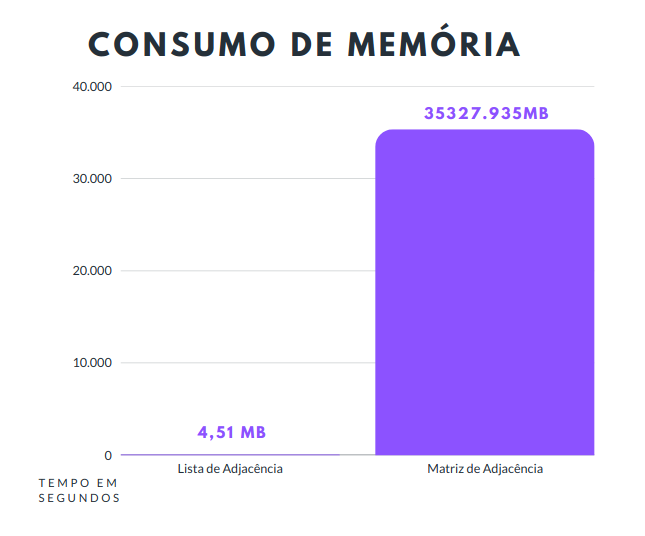 CONSUMO DE MEMÓRIA
40.000
35327.935MB
30.000
20.000
10.000
4,51 MB
0
Lista de Adjacência
Matriz de Adjacência
TEMPO EM
SEGUNDOS